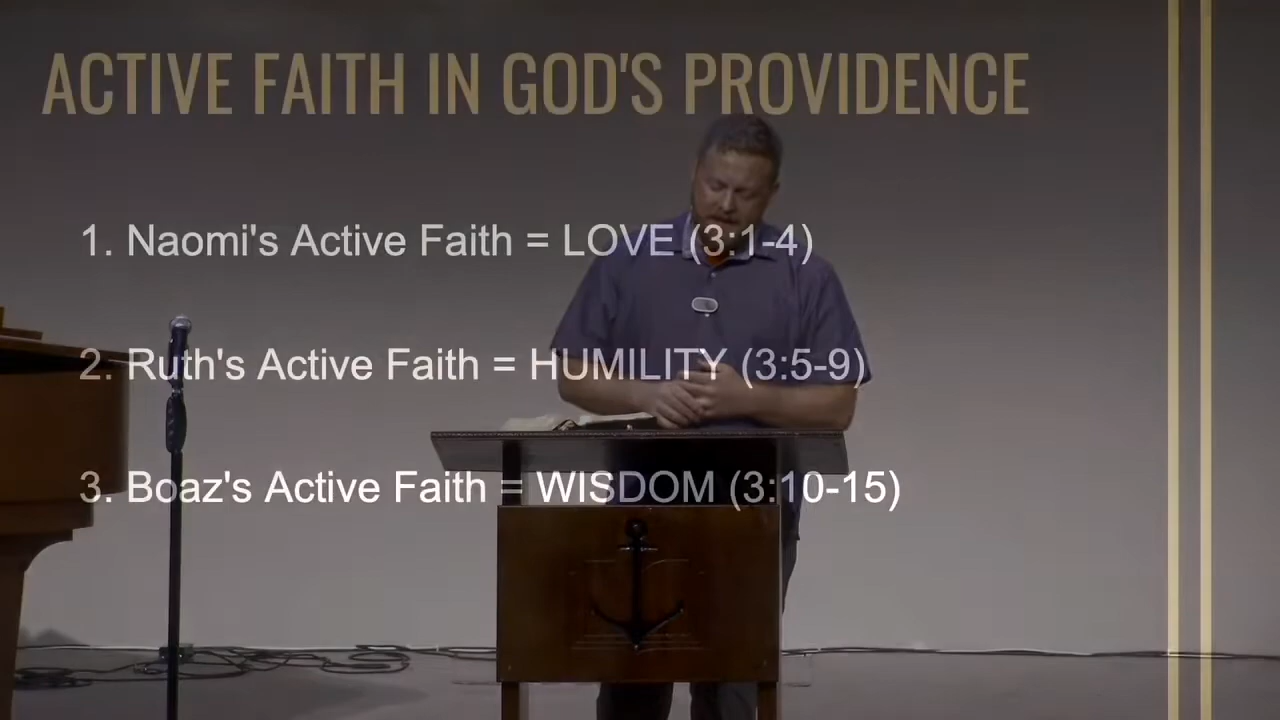 ACTIVE FAITH IN GOD'S PROVIDENCE
1. Naomi's Active Faith = LOVE (3:1-4)
2. Ruth's Active Faith = HUMILITY (3:5-9)
3. Boaz's Active Faith = WISDOM (3:10-15)